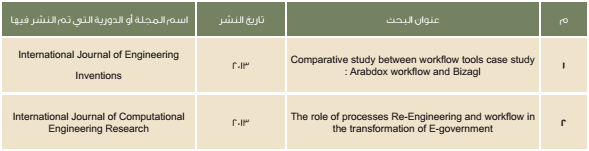 م عنوان البحث تاريخ النشر اسم المجلة أو الدورية التي تم النشر فيها
١ Comparative study between workflow tools case study ٢٠١٣ International Journal of Engineering
: Arabdox workflow and BizagI Inventions
٢ The role of processes Re-Engineering and workflow in ٢٠١٣ International Journal of Computational
the transformation of E-government Engineering Research